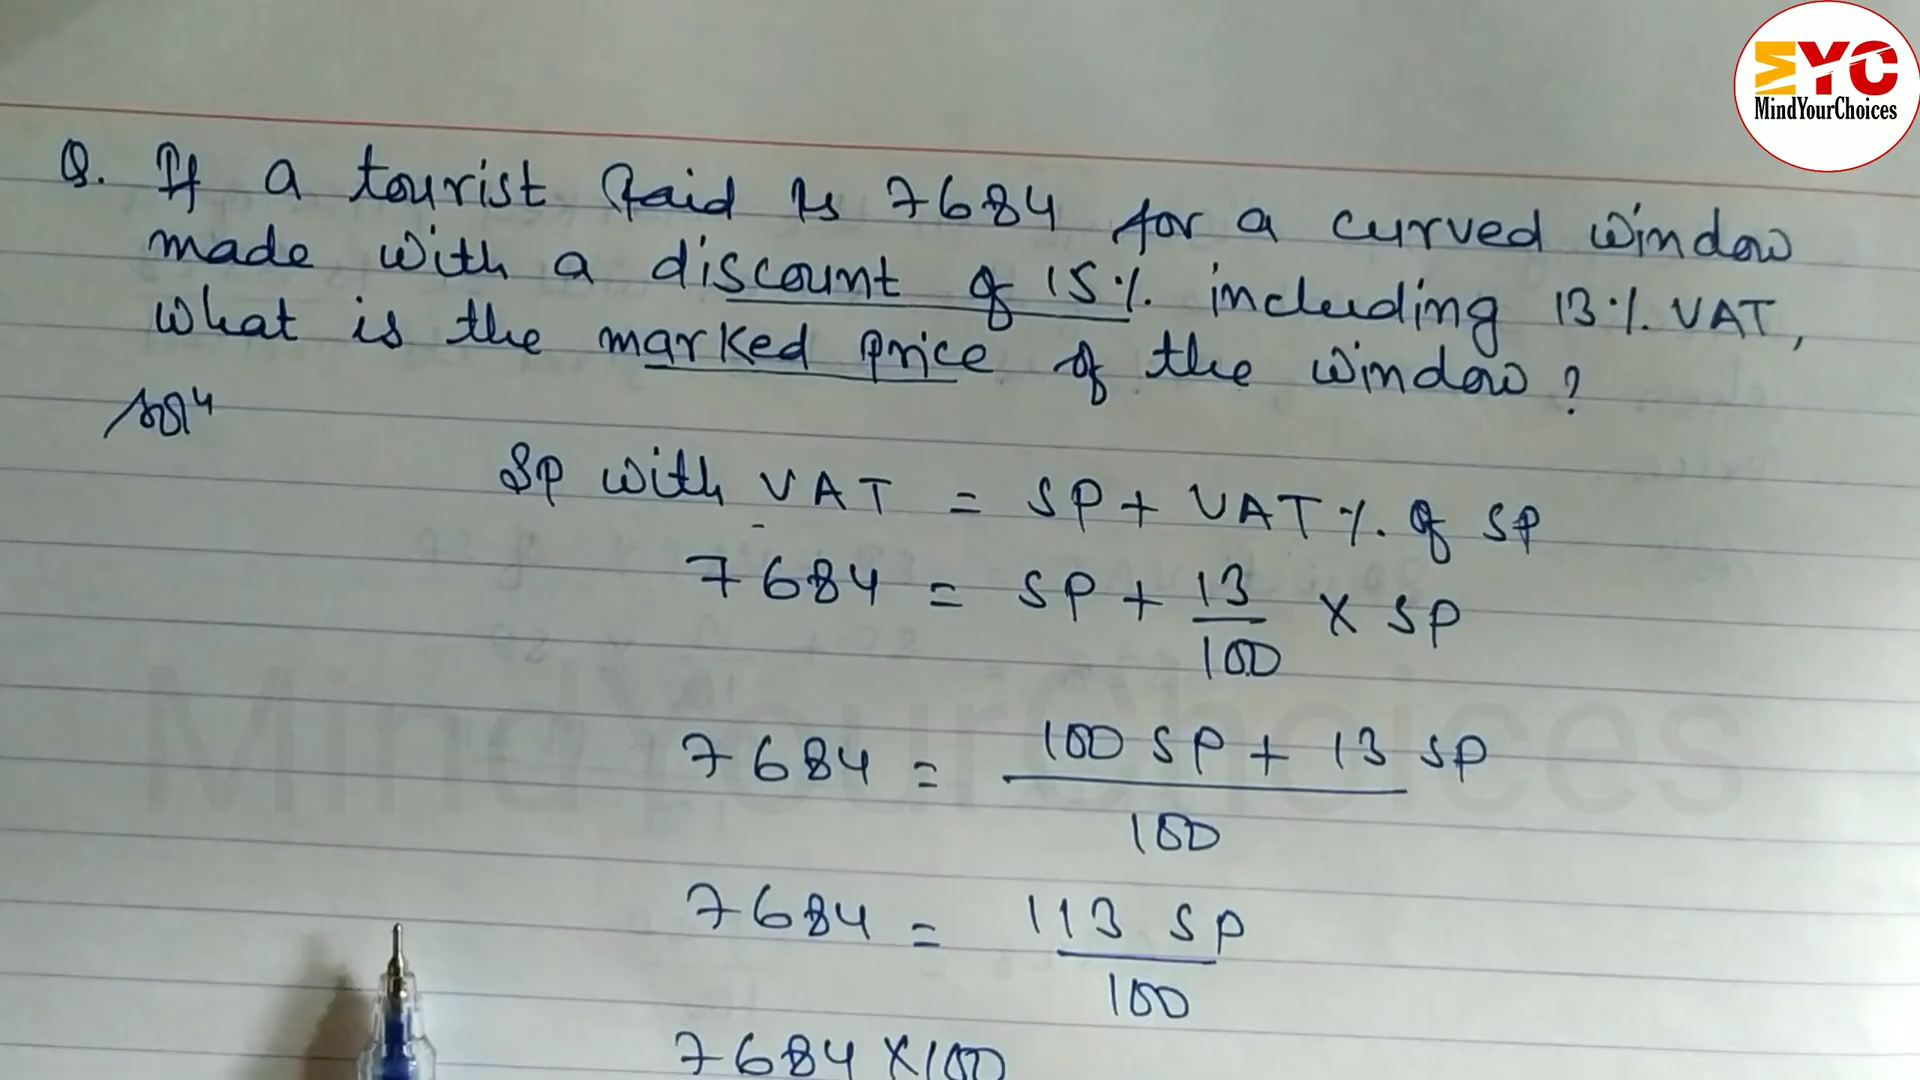 MYC
MindYourChoices
Q. If a tourist paid Rs 7684 for a curved window
made with a discount of 15% including 13% VAT,
what is the marked price of the window?
Solⁿ
SP with VAT = SP + VAT% of SP
7684 = SP + 13/100 × SP
7684 = 100 SP + 13 SP / 100
7684 = 113 SP / 100
7684 × 100
MindYourChoices